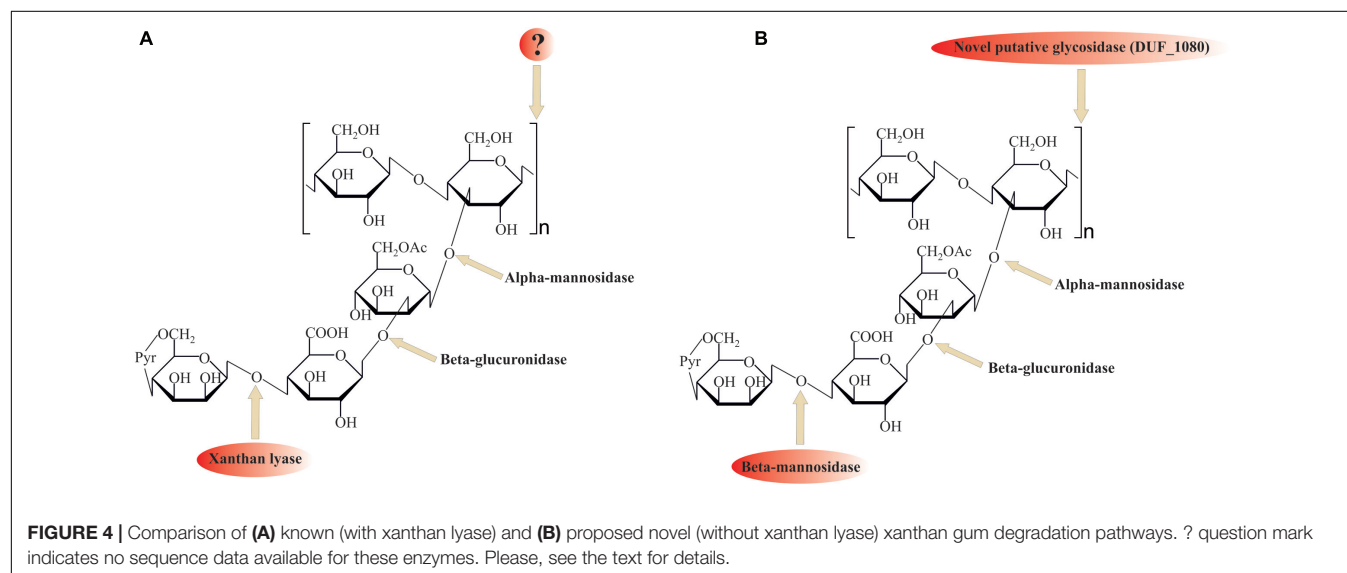 A
?
CH₂OH
CH₂OH
O
O
OH
O
OH
OH
OH
n
CH₂OAc
O
O
Alpha-mannosidase
OH
OH
O
COOH
Beta-glucuronidase
OCH₂
Pyr
O
O
OH
OH
O
OH
OH
Xanthan lyase
B
Novel putative glycosidase (DUF_1080)
CH₂OH
CH₂OH
O
O
OH
O
OH
OH
OH
n
CH₂OAc
O
O
Alpha-mannosidase
OH
OH
O
COOH
Beta-glucuronidase
OCH₂
Pyr
O
O
OH
OH
O
OH
OH
Beta-mannosidase
FIGURE 4 | Comparison of (A) known (with xanthan lyase) and (B) proposed novel (without xanthan lyase) xanthan gum degradation pathways. ? question mark
indicates no sequence data available for these enzymes. Please, see the text for details.